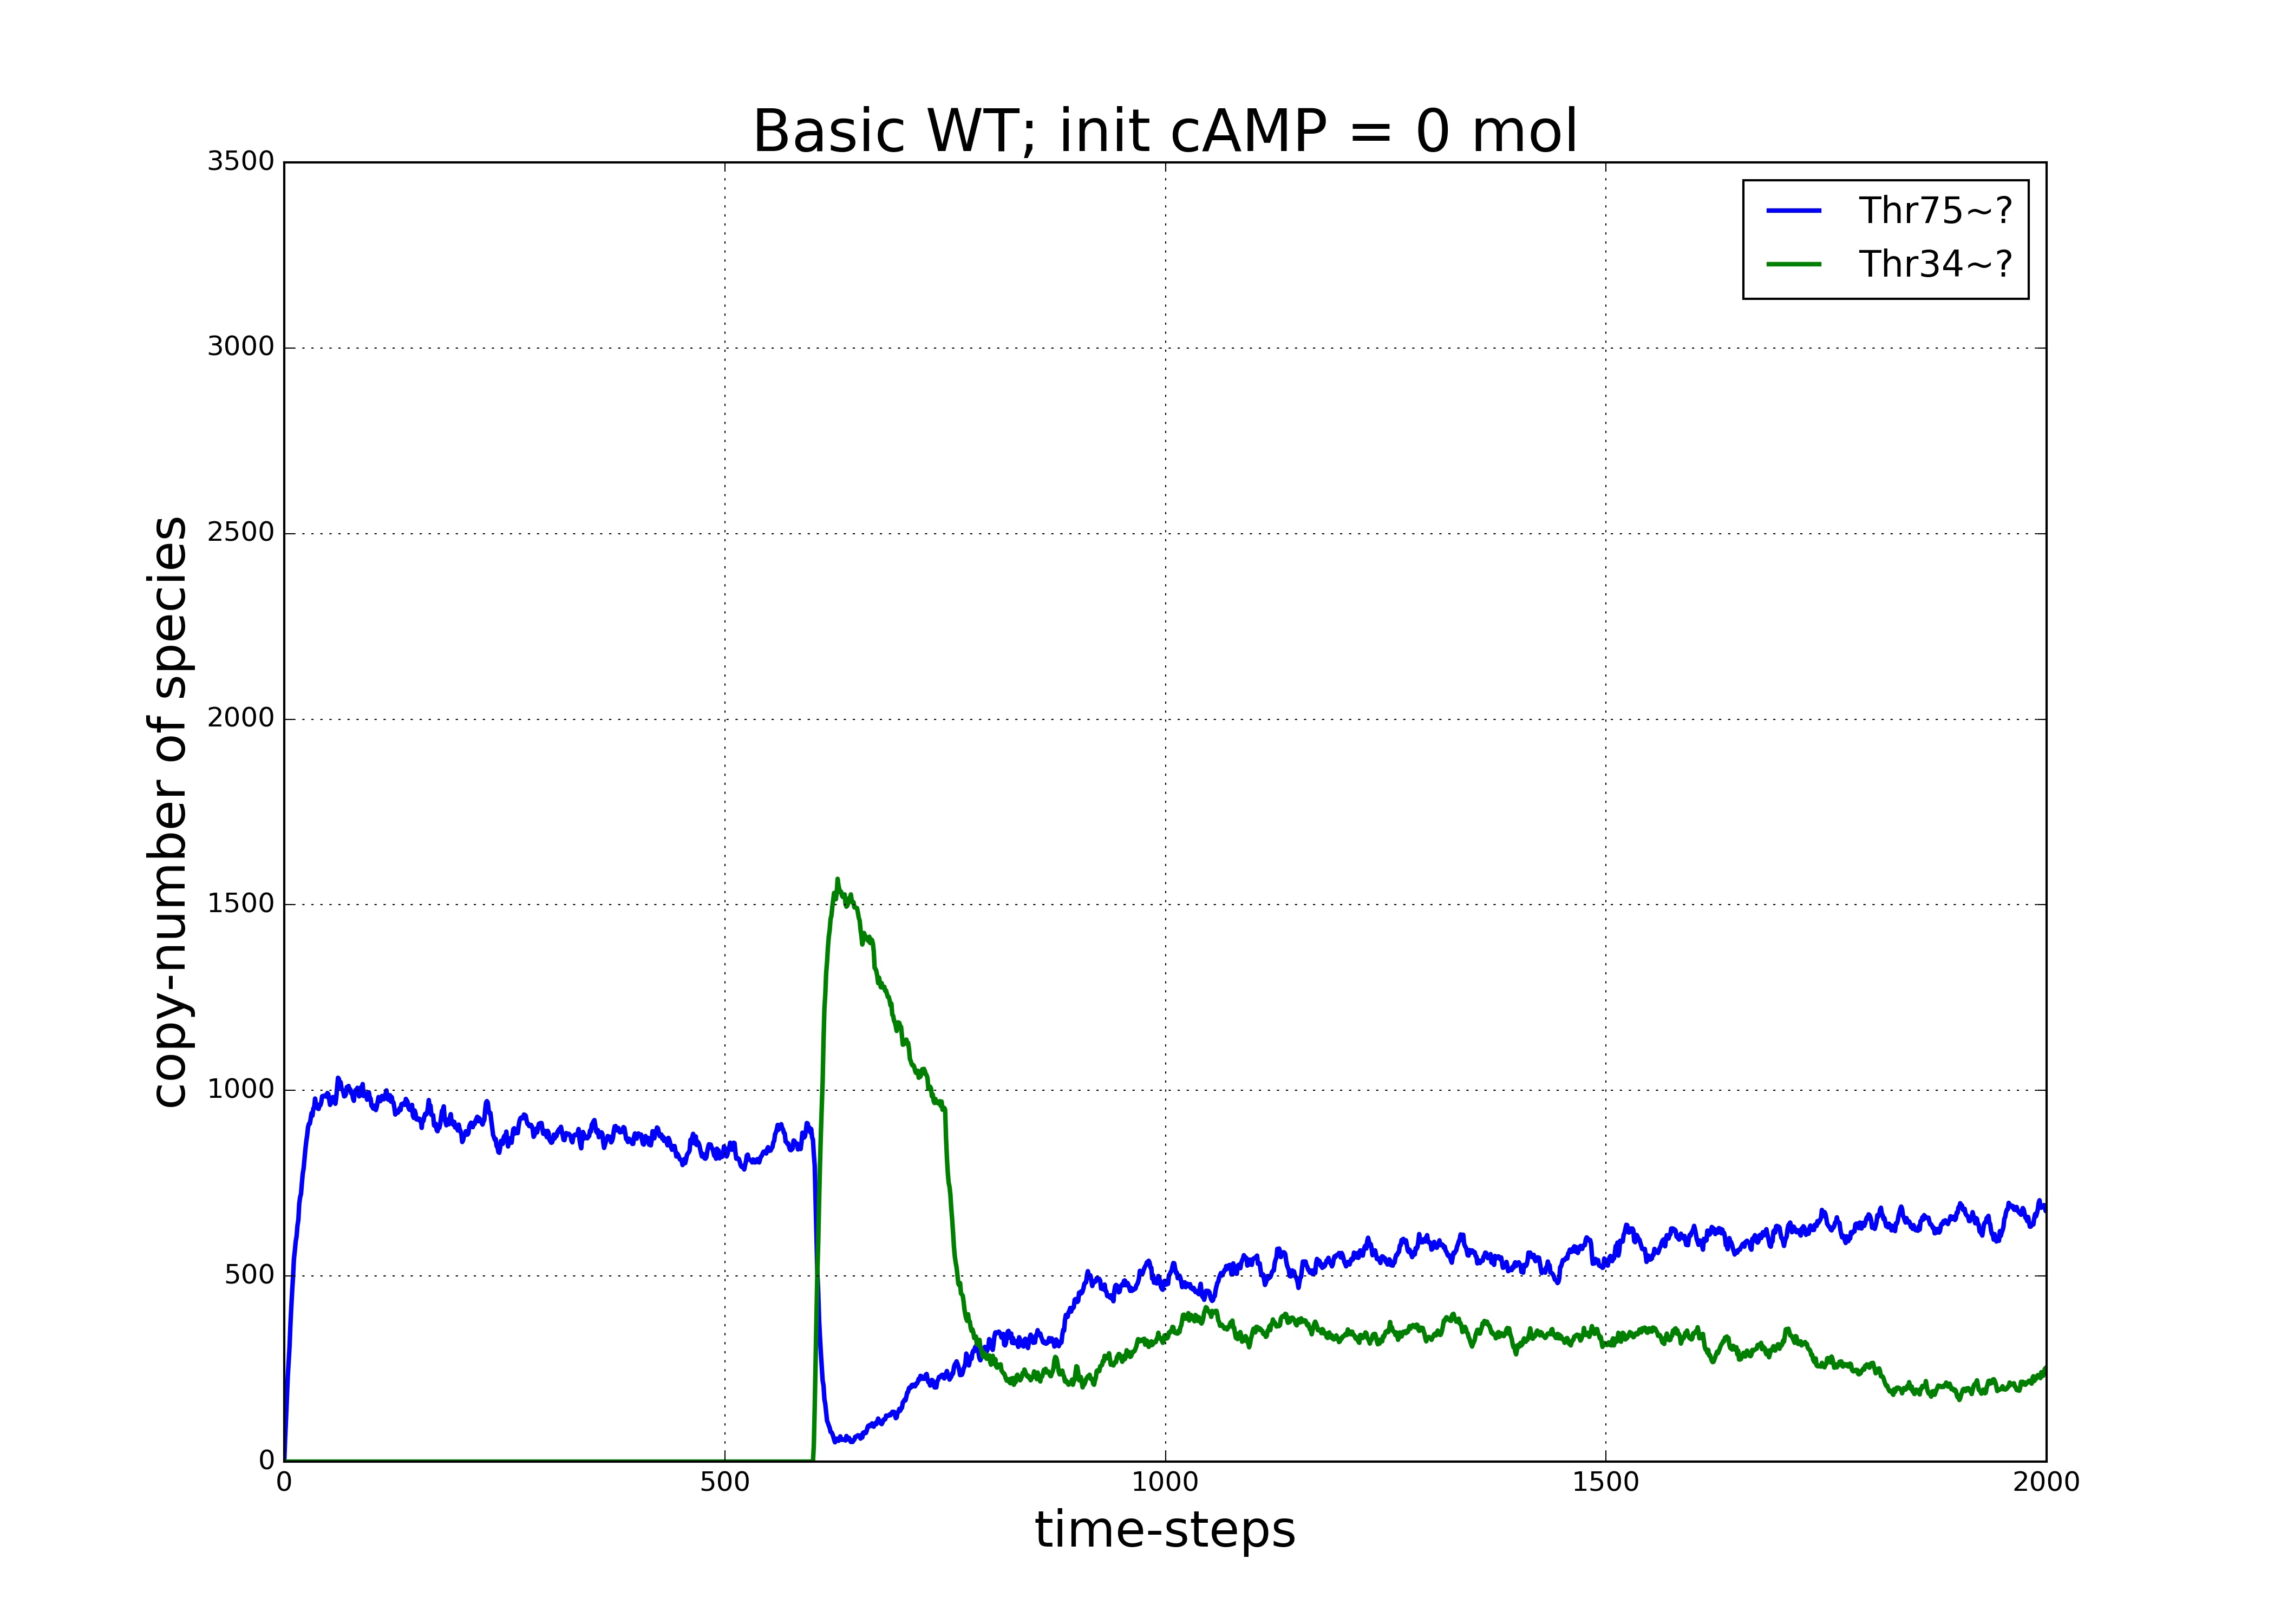 Basic WT; init cAMP = 0 mol
3500
3000
2500
2000
1500
1000
500
0
copy-number of species
Thr75~?
Thr34~?
0 500 1000 1500 2000
time-steps